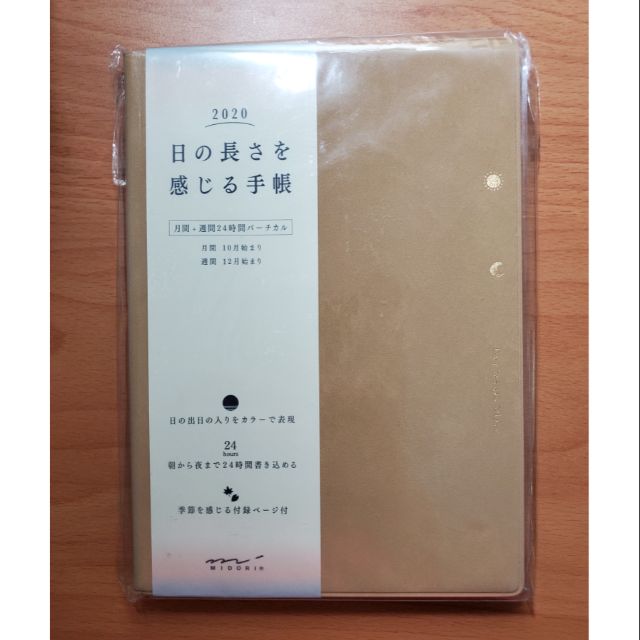 2020
日の長さを
感じる手帳
月間+週間24時間バーチカル
月間 10月始まり
週間 12月始まり
日の出日の入りをカラーで表現
24
hours
朝から夜まで24時間書き込める
季節を感じる付録ページ付
MIDORI®